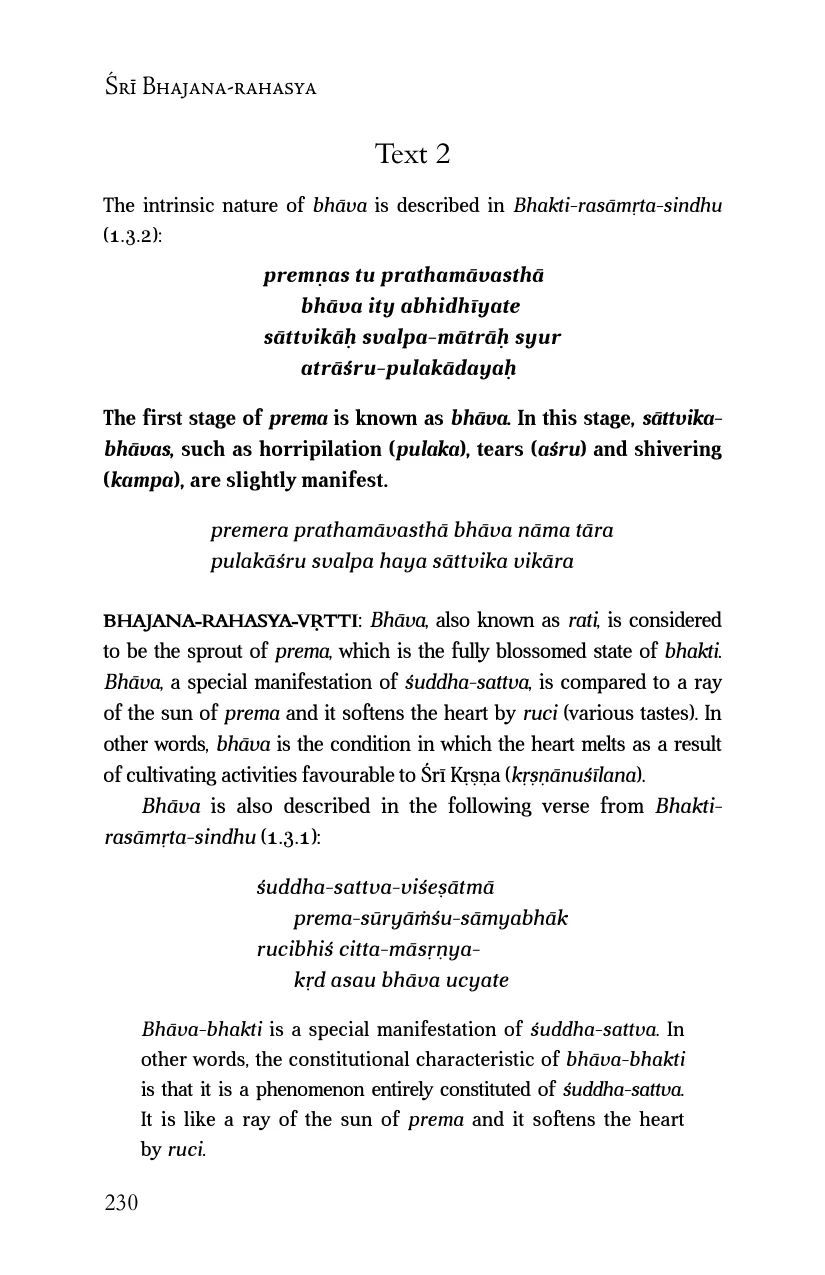 Śrī Bhajana-rahasya
Text 2
The intrinsic nature of bhāva is described in Bhakti-rasāmṛta-sindhu
(1.3.2):
premṇas tu prathamāvasthā
bhāva ity abhidhīyate
sāttvikāḥ svalpa-mātrāḥ syur
atrāśru-pulakādayaḥ
The first stage of prema is known as bhāva. In this stage, sāttvika-
bhāvas, such as horripilation (pulaka), tears (aśru) and shivering
(kampa), are slightly manifest.
premera prathamāvasthā bhāva nāma tāra
pulakāśru svalpa haya sāttvika vikāra
BHAJANA-RAHASYA-VṚTTI: Bhāva, also known as rati, is considered
to be the sprout of prema, which is the fully blossomed state of bhakti.
Bhāva, a special manifestation of śuddha-sattva, is compared to a ray
of the sun of prema and it softens the heart by ruci (various tastes). In
other words, bhāva is the condition in which the heart melts as a result
of cultivating activities favourable to Śrī Kṛṣṇa (kṛṣṇānuśīlana).
Bhāva is also described in the following verse from Bhakti-
rasāmṛta-sindhu (1.3.1):
śuddha-sattva-viśeṣātmā
prema-sūryāṁśu-sāmyabhāk
rucibhiś citta-māsṛṇya-
kṛd asau bhāva ucyate
Bhāva-bhakti is a special manifestation of śuddha-sattva. In
other words, the constitutional characteristic of bhāva-bhakti
is that it is a phenomenon entirely constituted of śuddha-sattva.
It is like a ray of the sun of prema and it softens the heart
by ruci.
230